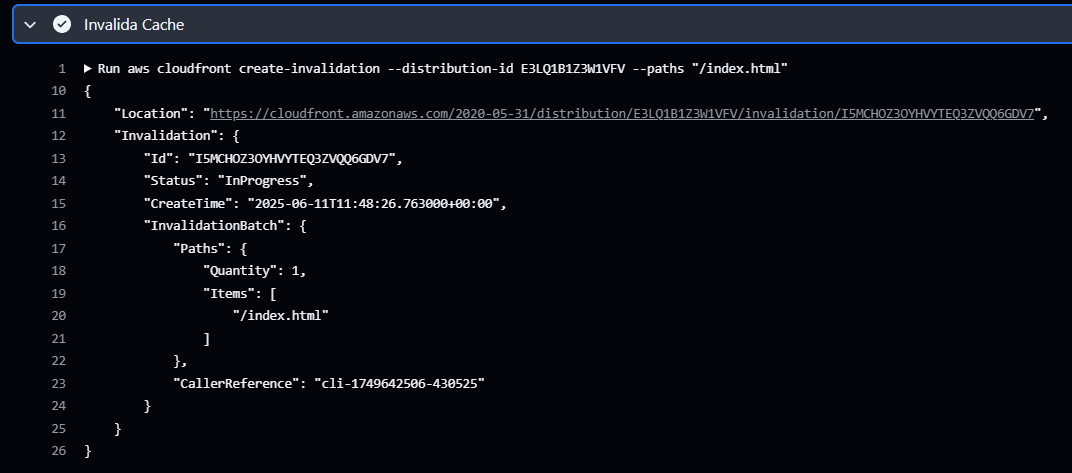 Invalida Cache
1 Run aws cloudfront create-invalidation --distribution-id E3LQ1B1Z3W1VFV --paths "/index.html"
10 {
11 "Location": "https://cloudfront.amazonaws.com/2020-05-31/distribution/E3LQ1B1Z3W1VFV/invalidation/I5MCHOZ3OYHVYTEQ3ZVQQ6GDV7",
12 "Invalidation": {
13 "Id": "I5MCHOZ3OYHVYTEQ3ZVQQ6GDV7",
14 "Status": "InProgress",
15 "CreateTime": "2025-06-11T11:48:26.763000+00:00",
16 "InvalidationBatch": {
17 "Paths": {
18 "Quantity": 1,
19 "Items": [
20 "/index.html"
21 ]
22 },
23 "CallerReference": "cli-1749642506-430525"
24 }
25 }
26 }